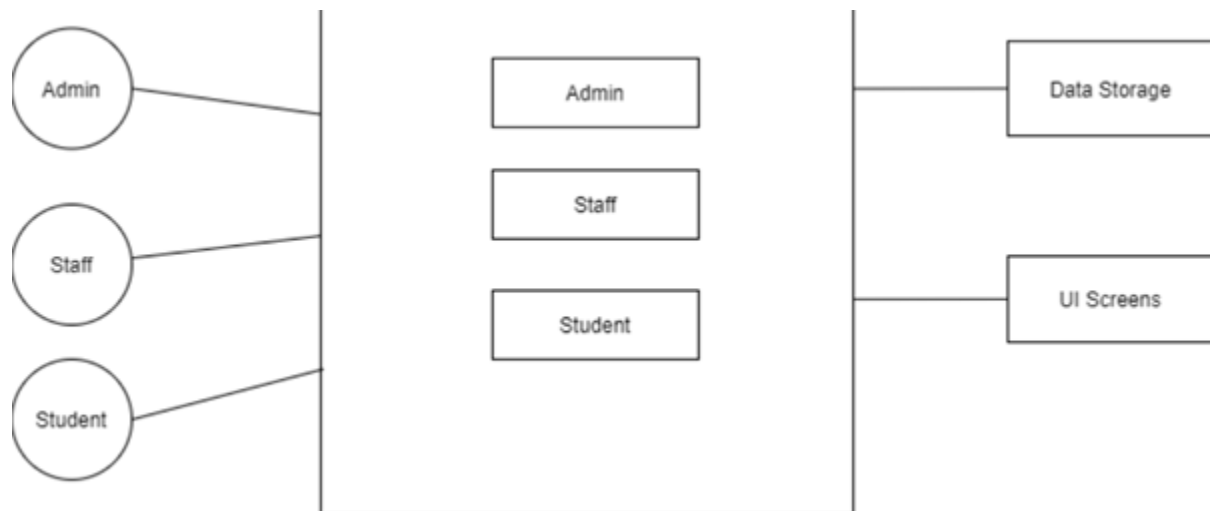 Admin
Staff
Student
Admin
Staff
Student
Data Storage
UI Screens